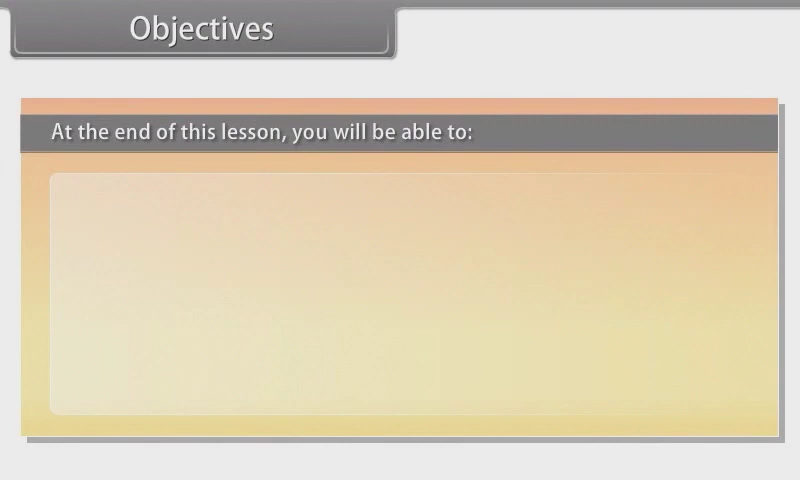 Objectives
At the end of this lesson, you will be able to: